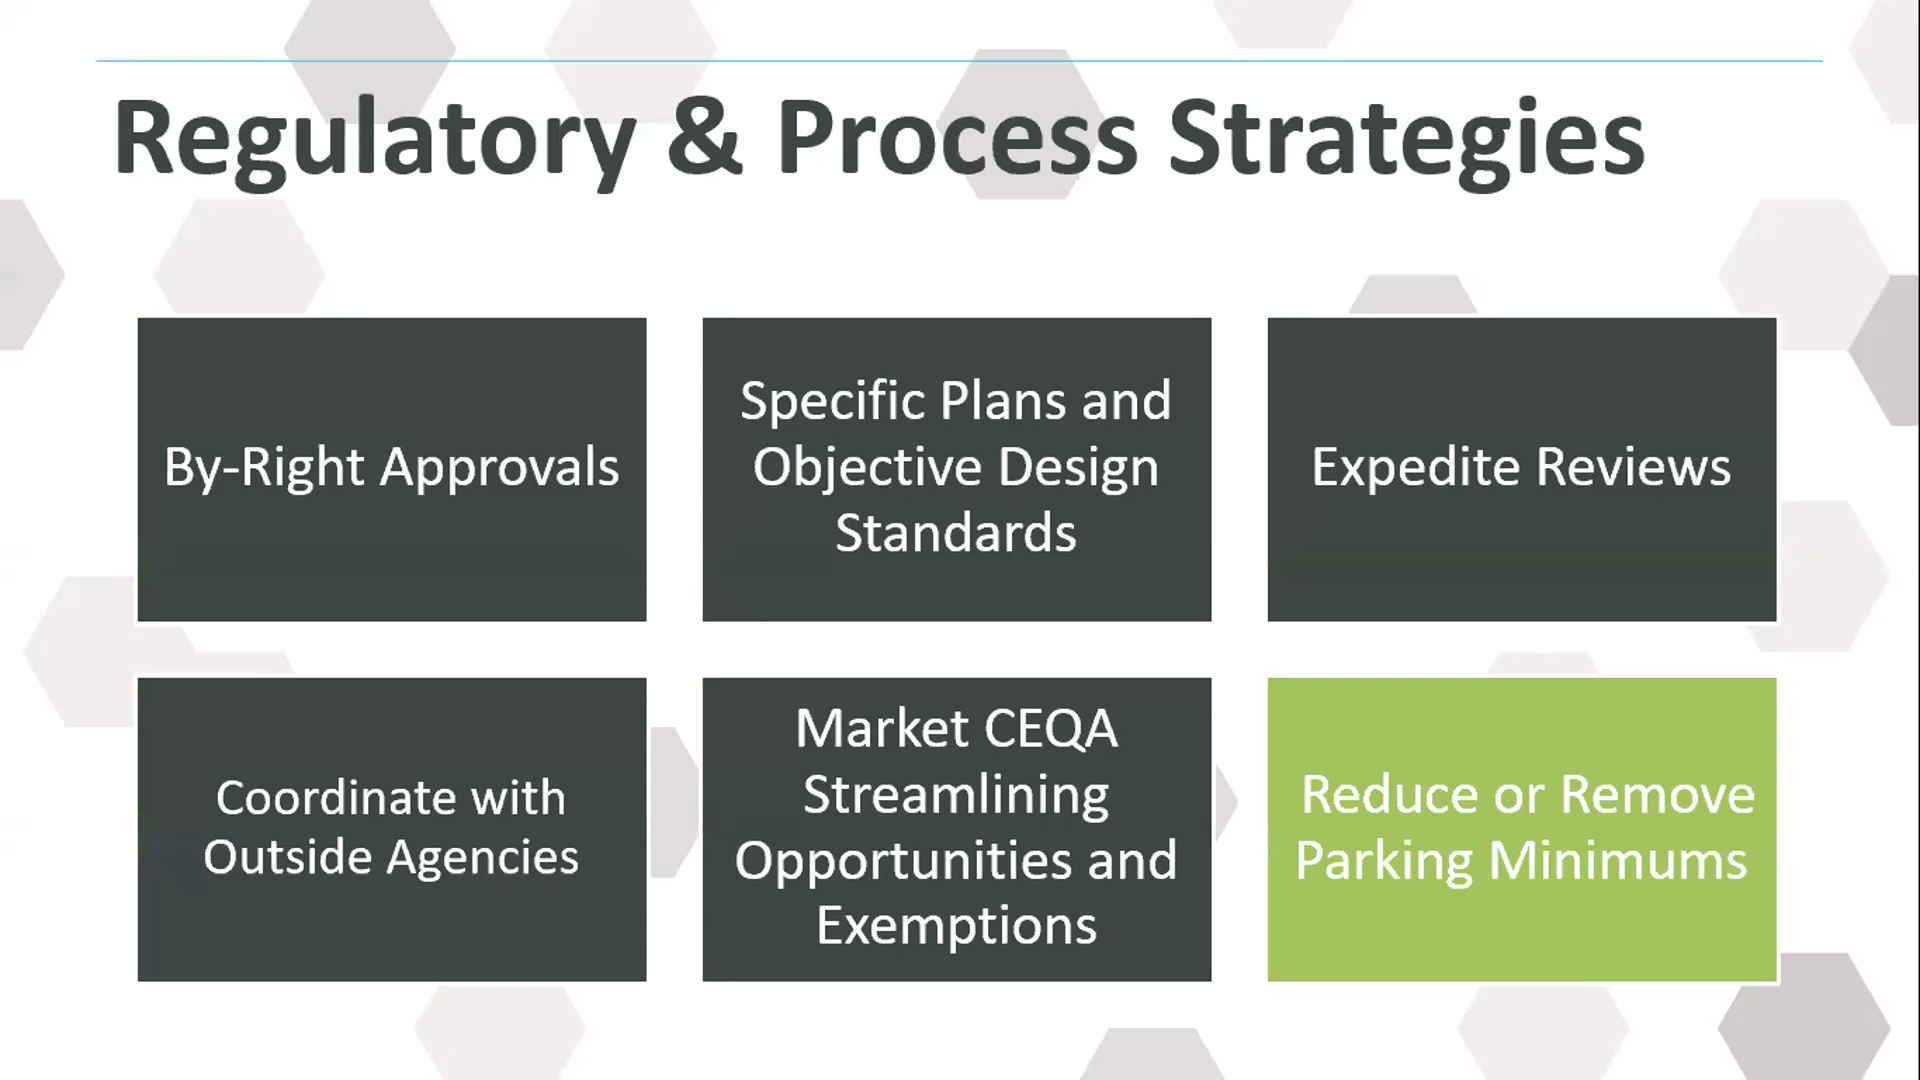 Regulatory & Process Strategies
By-Right Approvals
Specific Plans and
Objective Design
Standards
Expedite Reviews
Coordinate with
Outside Agencies
Market CEQA
Streamlining
Opportunities and
Exemptions
Reduce or Remove
Parking Minimums